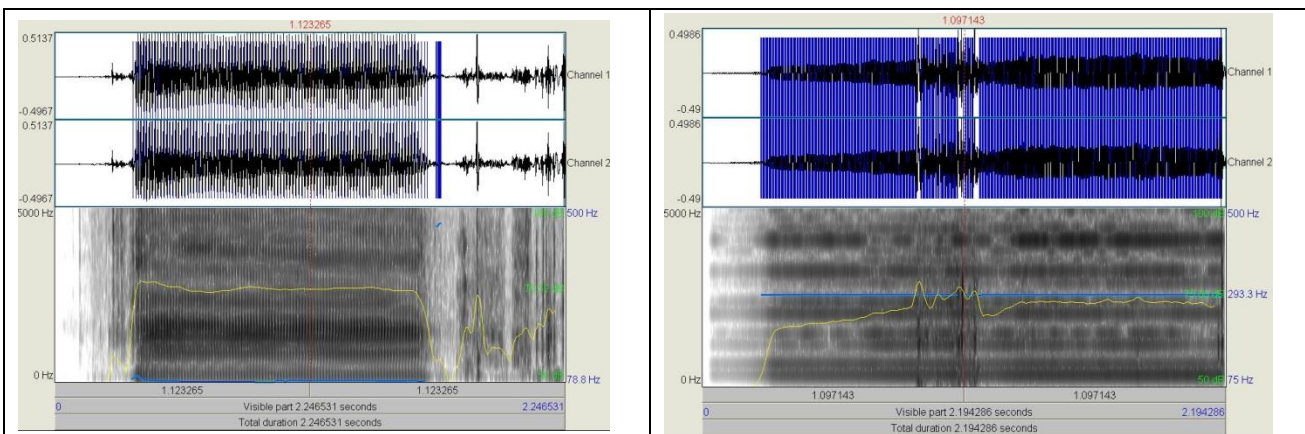 1.123265
0.5137
-0.4967
0.5137
-0.4967
Channel 1
Channel 2
5000 Hz
500 Hz
0 Hz
78.8 Hz
1.123265 1.123265
0 Visible part 2.246531 seconds 2.246531
Total duration 2.246531 seconds
1.097143
0.4986
-0.49
0.4986
-0.49
Channel 1
Channel 2
5000 Hz
500 Hz
293.3 Hz
0 Hz
50 dB 75 Hz
1.097143 1.097143
0 Visible part 2.194286 seconds 2.194286
Total duration 2.194286 seconds